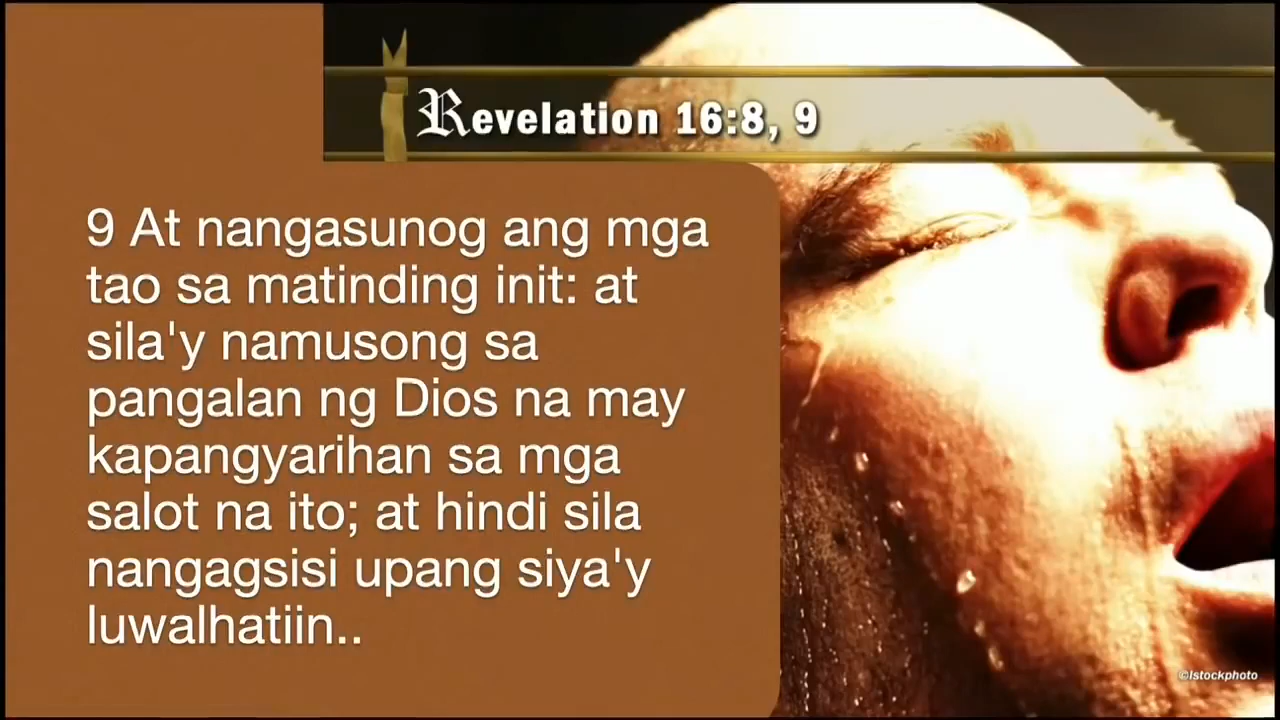 Revelation 16:8, 9
9 At nangasunog ang mga
tao sa matinding init: at
sila'y namusong sa
pangalan ng Dios na may
kapangyarihan sa mga
salot na ito; at hindi sila
nangagsisi upang siya'y
luwalhatiin..
©Istockphoto